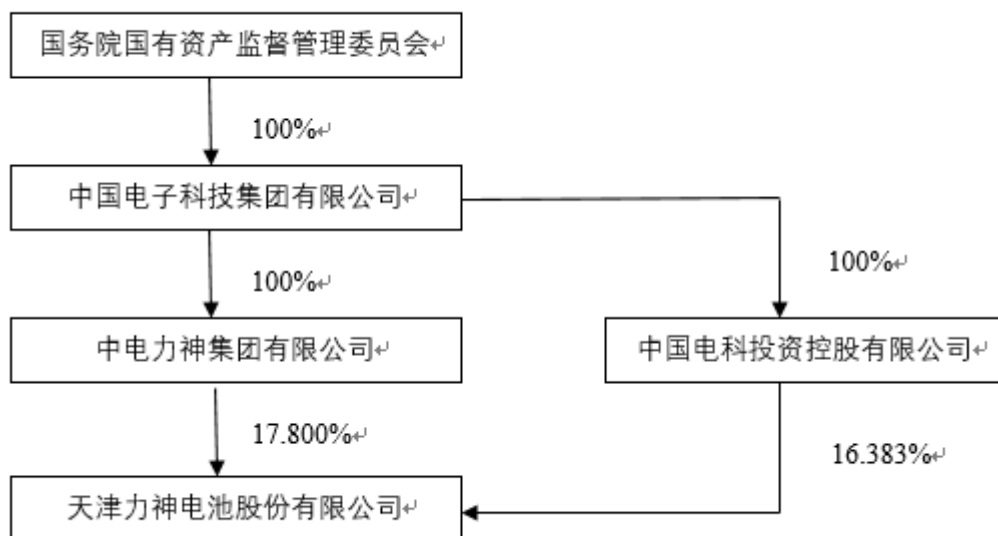 国务院国有资产监督管理委员会↵
100%↵
中国电子科技集团有限公司↵
100%↵
100%↵
中电力神集团有限公司↵
中国电科投资控股有限公司↵
17.800%↵
16.383%↵
天津力神电池股份有限公司↵